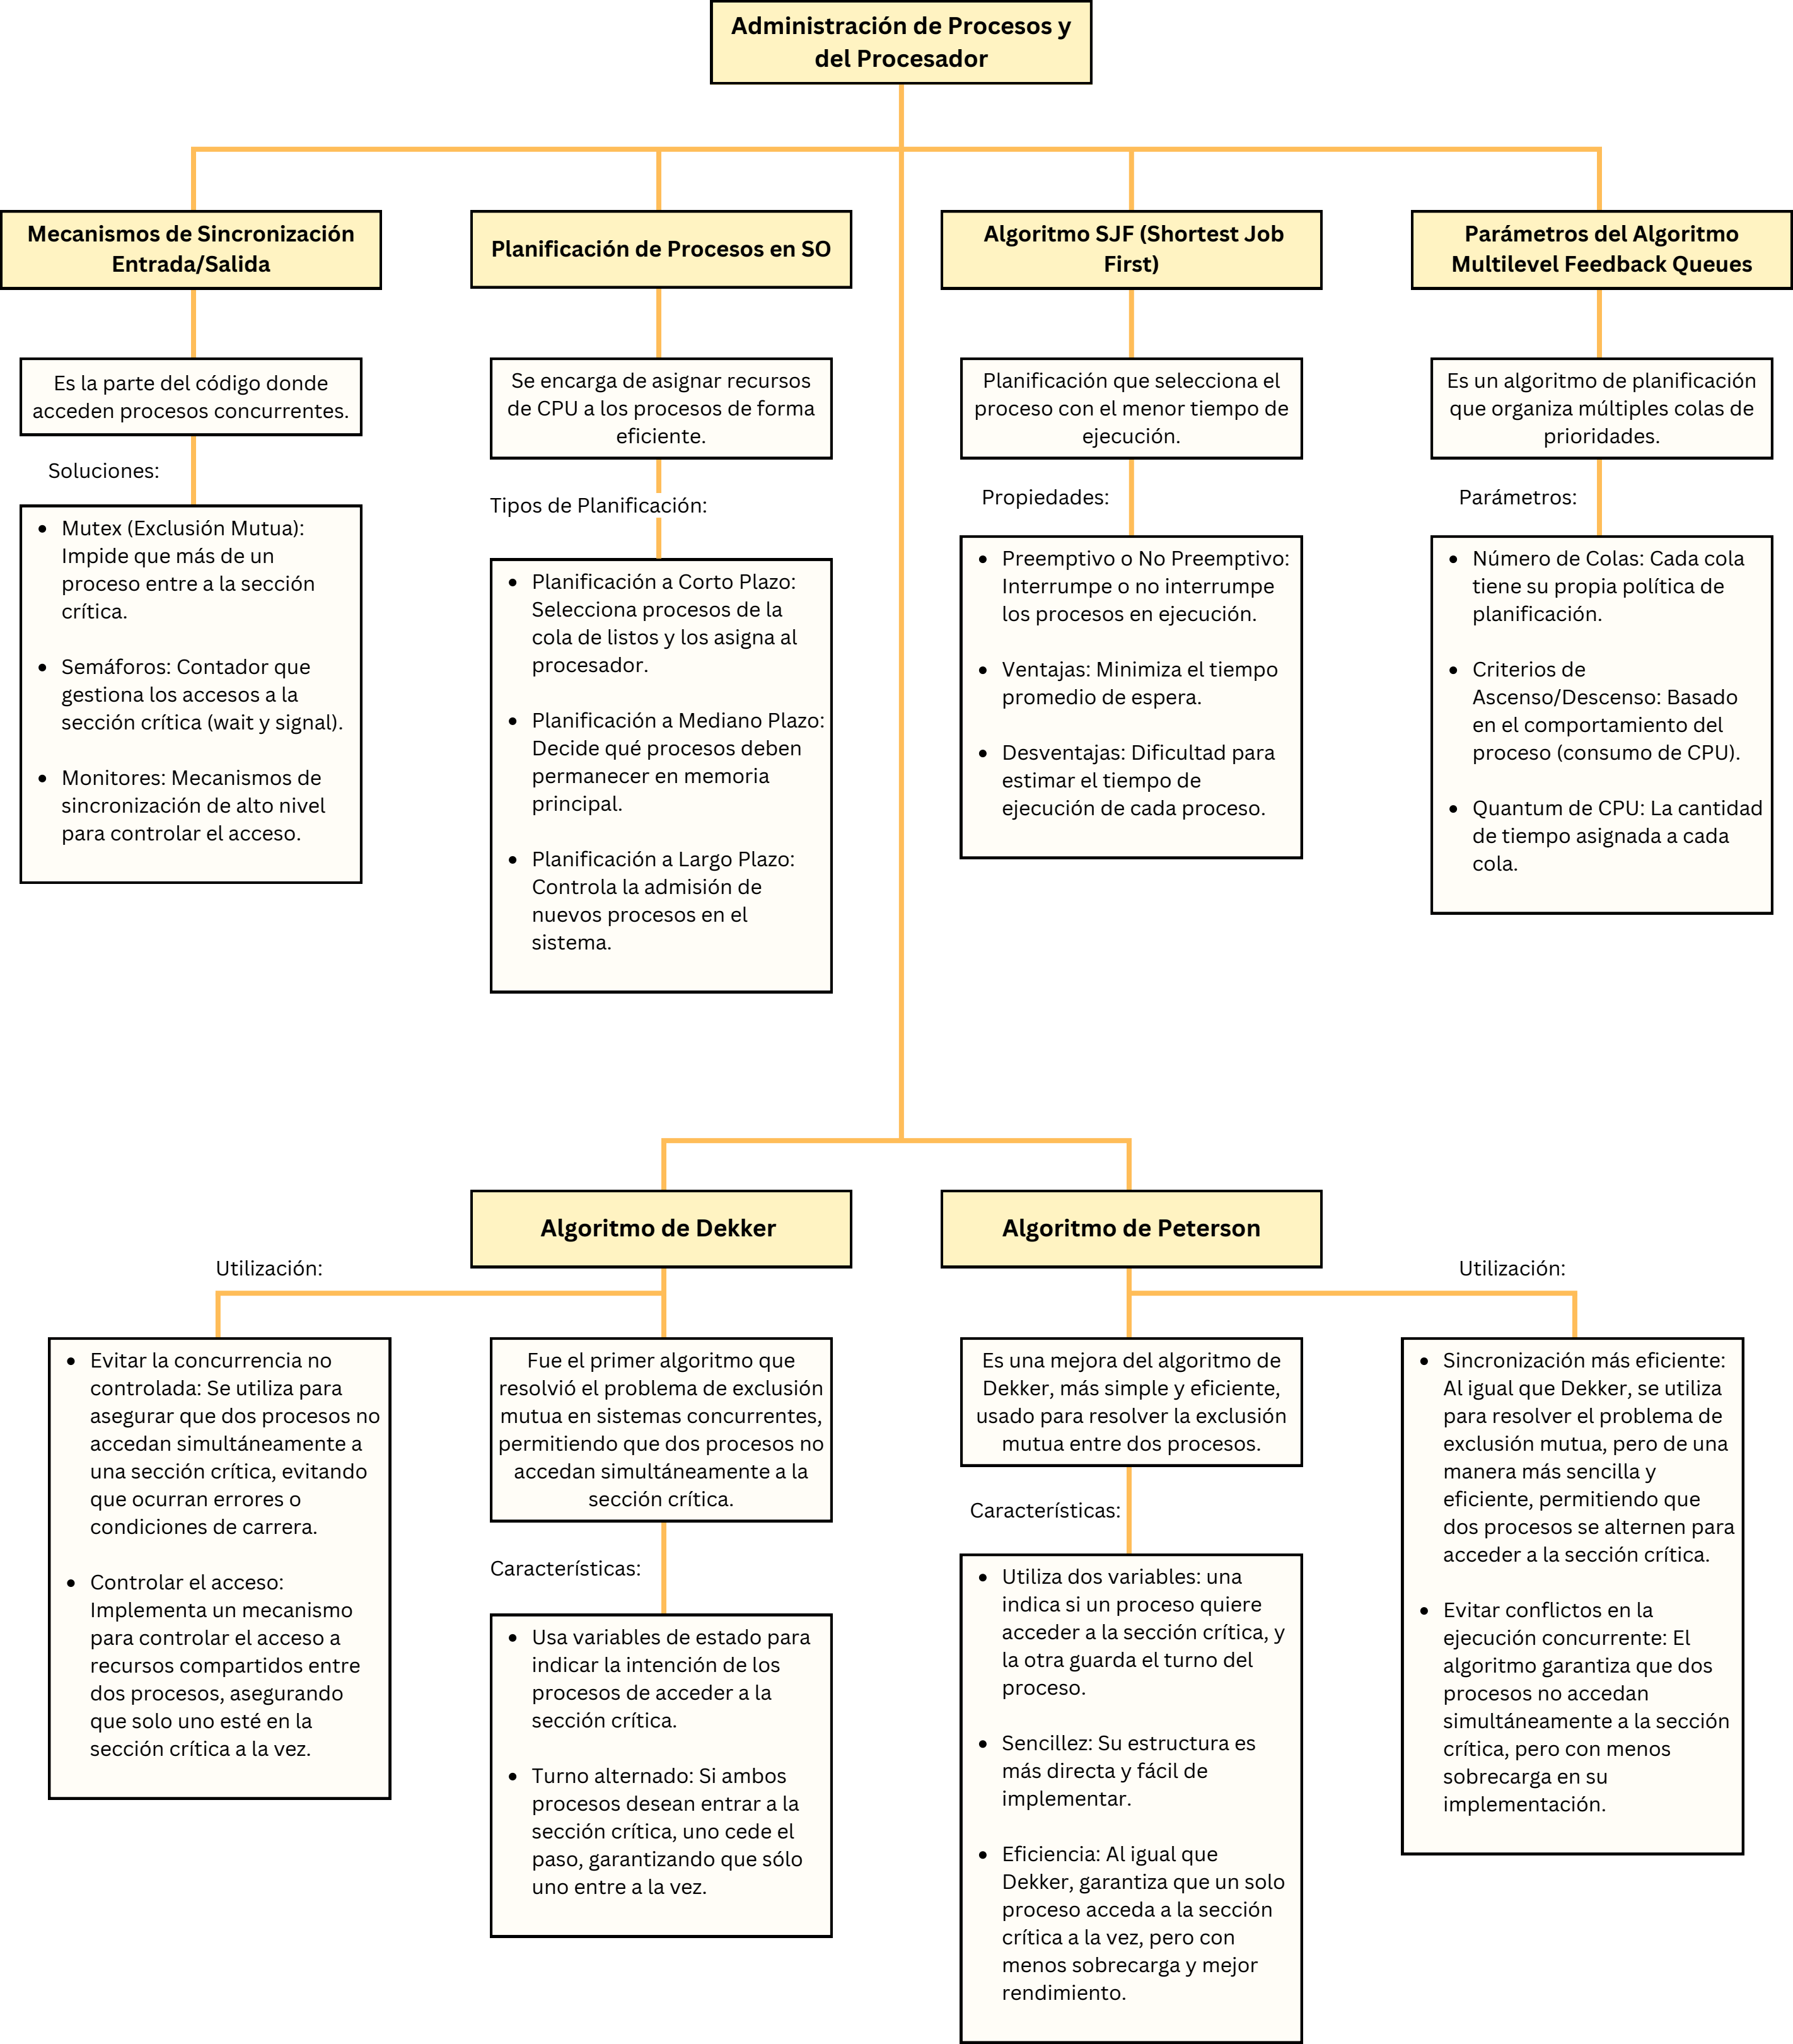 Administración de Procesos y
del Procesador
Mecanismos de Sincronización
Entrada/Salida
Es la parte del código donde
acceden procesos concurrentes.
Soluciones:
• Mutex (Exclusión Mutua):
Impide que más de un
proceso entre a la sección
crítica.
• Semáforos: Contador que
gestiona los accesos a la
sección crítica (wait y signal).
• Monitores: Mecanismos de
sincronización de alto nivel
para controlar el acceso.
Planificación de Procesos en SO
Se encarga de asignar recursos
de CPU a los procesos de forma
eficiente.
Tipos de Planificación:
• Planificación a Corto Plazo:
Selecciona procesos de la
cola de listos y los asigna al
procesador.
• Planificación a Mediano Plazo:
Decide qué procesos deben
permanecer en memoria
principal.
• Planificación a Largo Plazo:
Controla la admisión de
nuevos procesos en el
sistema.
Algoritmo SJF (Shortest Job
First)
Planificación que selecciona el
proceso con el menor tiempo de
ejecución.
Propiedades:
• Preemptivo o No Preemptivo:
Interrumpe o no interrumpe
los procesos en ejecución.
• Ventajas: Minimiza el tiempo
promedio de espera.
• Desventajas: Dificultad para
estimar el tiempo de
ejecución de cada proceso.
Parámetros del Algoritmo
Multilevel Feedback Queues
Es un algoritmo de planificación
que organiza múltiples colas de
prioridades.
Parámetros:
• Número de Colas: Cada cola
tiene su propia política de
planificación.
• Criterios de
Ascenso/Descenso: Basado
en el comportamiento del
proceso (consumo de CPU).
• Quantum de CPU: La cantidad
de tiempo asignada a cada
cola.
Algoritmo de Dekker
Utilización:
• Evitar la concurrencia no
controlada: Se utiliza para
asegurar que dos procesos no
accedan simultáneamente a
una sección crítica, evitando
que ocurran errores o
condiciones de carrera.
• Controlar el acceso:
Implementa un mecanismo
para controlar el acceso a
recursos compartidos entre
dos procesos, asegurando
que solo uno esté en la
sección crítica a la vez.
Fue el primer algoritmo que
resolvió el problema de exclusión
mutua en sistemas concurrentes,
permitiendo que dos procesos no
accedan simultáneamente a la
sección crítica.
Características:
• Usa variables de estado para
indicar la intención de los
procesos de acceder a la
sección crítica.
• Turno alternado: Si ambos
procesos desean entrar a la
sección crítica, uno cede el
paso, garantizando que sólo
uno entre a la vez.
Algoritmo de Peterson
Es una mejora del algoritmo de
Dekker, más simple y eficiente,
usado para resolver la exclusión
mutua entre dos procesos.
Características:
• Utiliza dos variables: una
indica si un proceso quiere
acceder a la sección crítica, y
la otra guarda el turno del
proceso.
• Sencillez: Su estructura es
más directa y fácil de
implementar.
• Eficiencia: Al igual que
Dekker, garantiza que un solo
proceso acceda a la sección
crítica a la vez, pero con
menos sobrecarga y mejor
rendimiento.
Utilización:
• Sincronización más eficiente:
Al igual que Dekker, se utiliza
para resolver el problema de
exclusión mutua, pero de una
manera más sencilla y
eficiente, permitiendo que
dos procesos se alternen para
acceder a la sección crítica.
• Evitar conflictos en la
ejecución concurrente: El
algoritmo garantiza que dos
procesos no accedan
simultáneamente a la sección
crítica, pero con menos
sobrecarga en su
implementación.